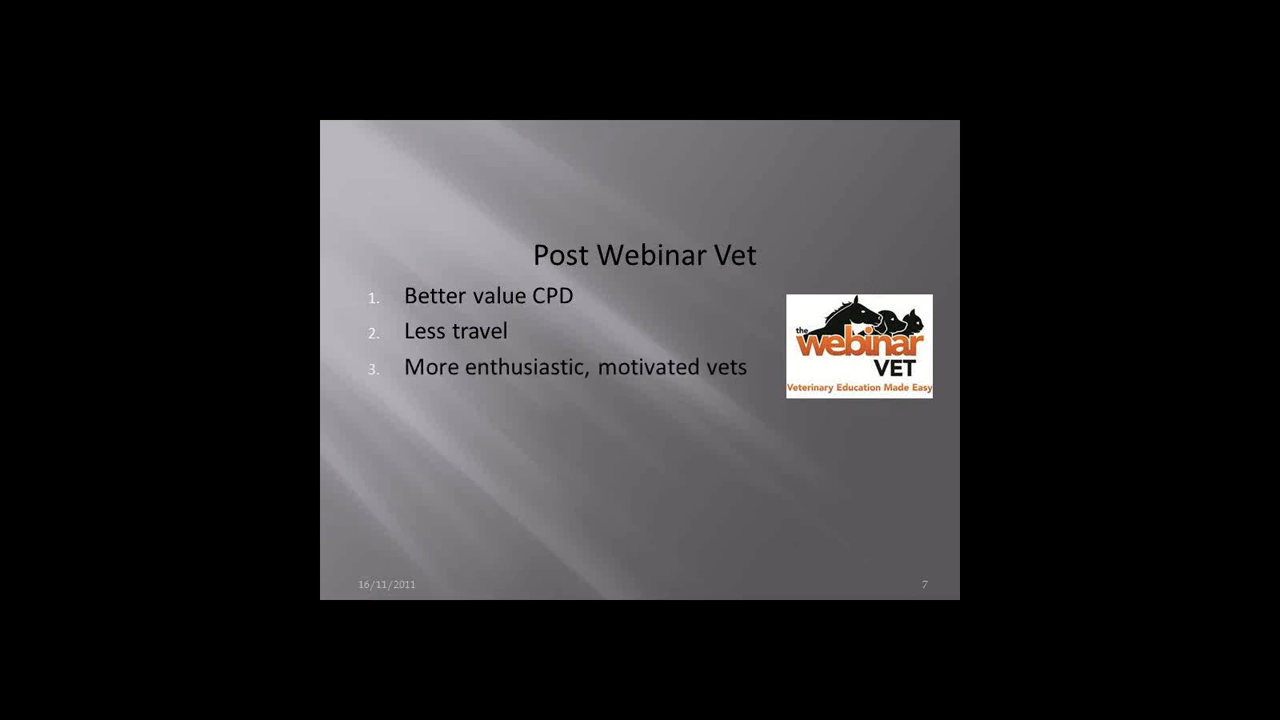 Post Webinar Vet
1. Better value CPD
2. Less travel
3. More enthusiastic, motivated vets
the
webinar
VET
Veterinary Education Made Easy
16/11/2011
7